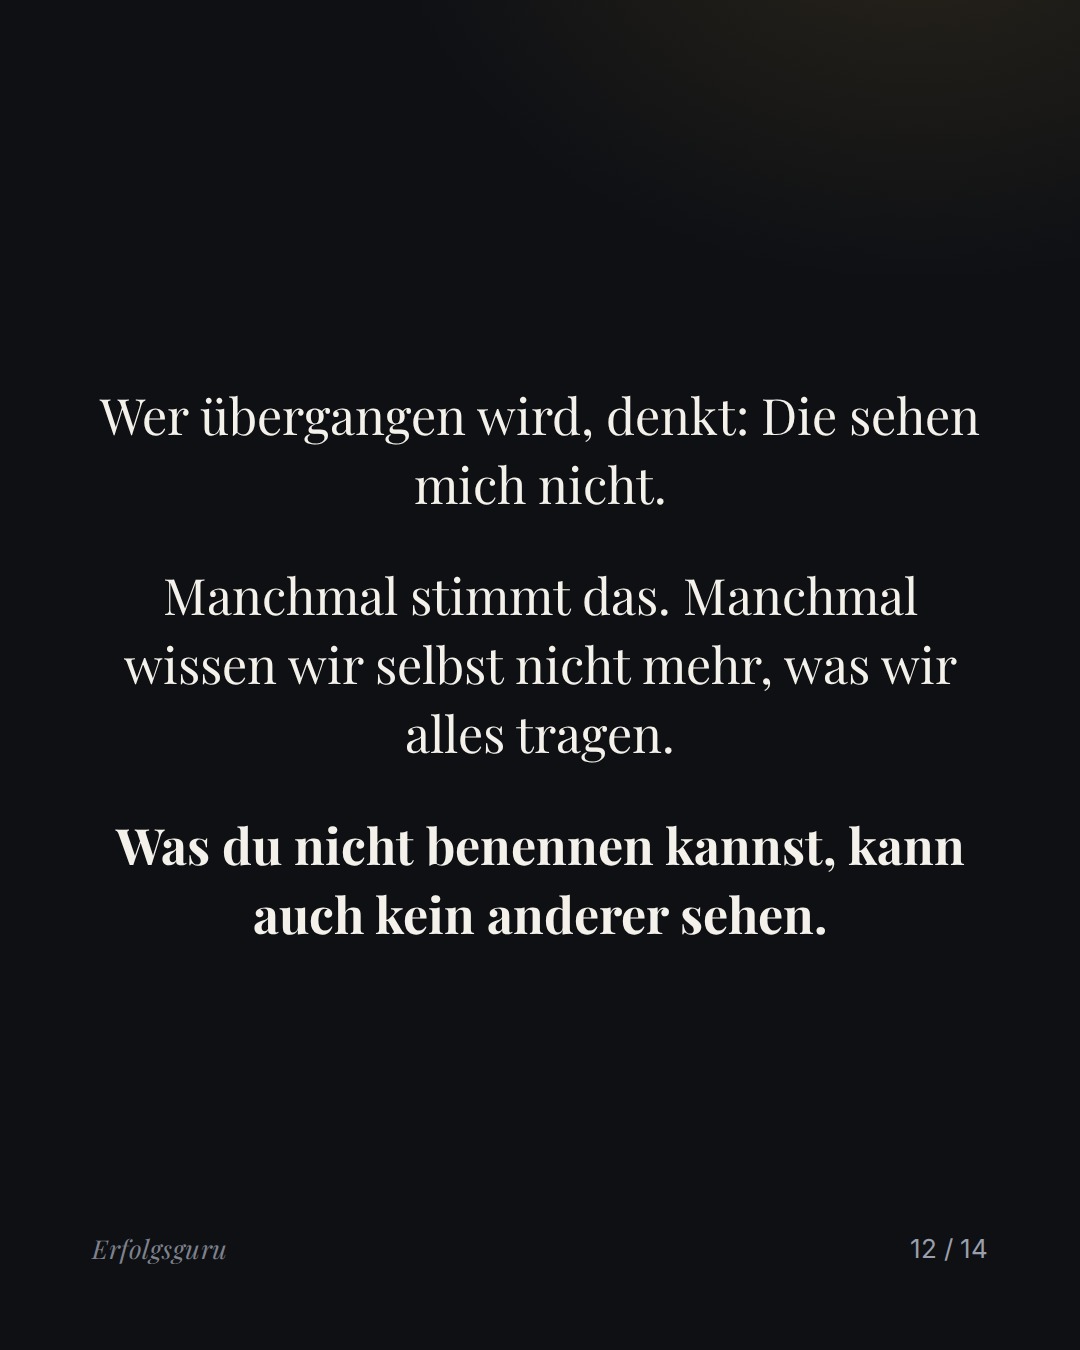 Wer übergangen wird, denkt: Die sehen
mich nicht.
Manchmal stimmt das. Manchmal
wissen wir selbst nicht mehr, was wir
alles tragen.
Was du nicht benennen kannst, kann
auch kein anderer sehen.
Erfolgsguru
12 / 14